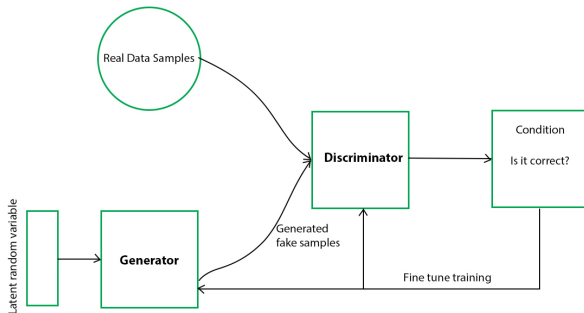 Real Data Samples
Discriminator
Condition
Is it correct?
Generated
fake samples
Latent random variable
Generator
Fine tune training